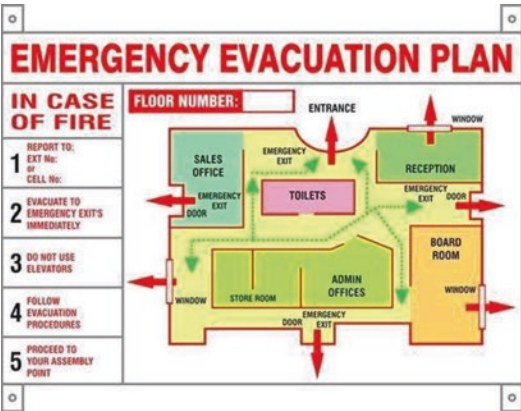 EMERGENCY EVACUATION PLAN
IN CASE
OF FIRE
1 REPORT TO:
EXT No:
or
CELL No:
2 EVACUATE TO
EMERGENCY EXIT'S
IMMEDIATELY
3 DO NOT USE
ELEVATORS
4 FOLLOW
EVACUATION
PROCEDURES
5 PROCEED TO
YOUR ASSEMBLY
POINT
FLOOR NUMBER:
ENTRANCE
WINDOW
EMERGENCY
EXIT
SALES
OFFICE
RECEPTION
TOILETS
EMERGENCY
EXIT
DOOR
EMERGENCY
EXIT
DOOR
BOARD
ROOM
WINDOW
STORE ROOM
ADMIN
OFFICES
WINDOW
DOOR
EMERGENCY
EXIT